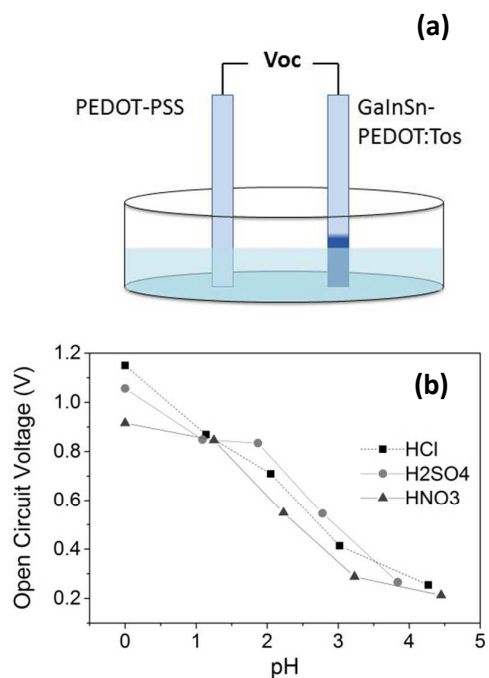 (a)
Voc
PEDOT-PSS
GaInSn-
PEDOT:Tos
(b)
1.2
1.0
0.8
0.6
0.4
0.2
Open Circuit Voltage (V)
HCl
H2SO4
HNO3
0 1 2 3 4 5
pH